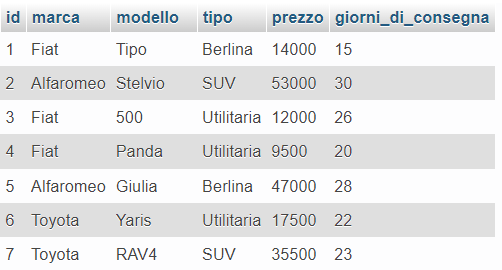 id marca modello tipo prezzo giorni_di_consegna
1 Fiat Tipo Berlina 14000 15
2 Alfaromeo Stelvio SUV 53000 30
3 Fiat 500 Utilitaria 12000 26
4 Fiat Panda Utilitaria 9500 20
5 Alfaromeo Giulia Berlina 47000 28
6 Toyota Yaris Utilitaria 17500 22
7 Toyota RAV4 SUV 35500 23